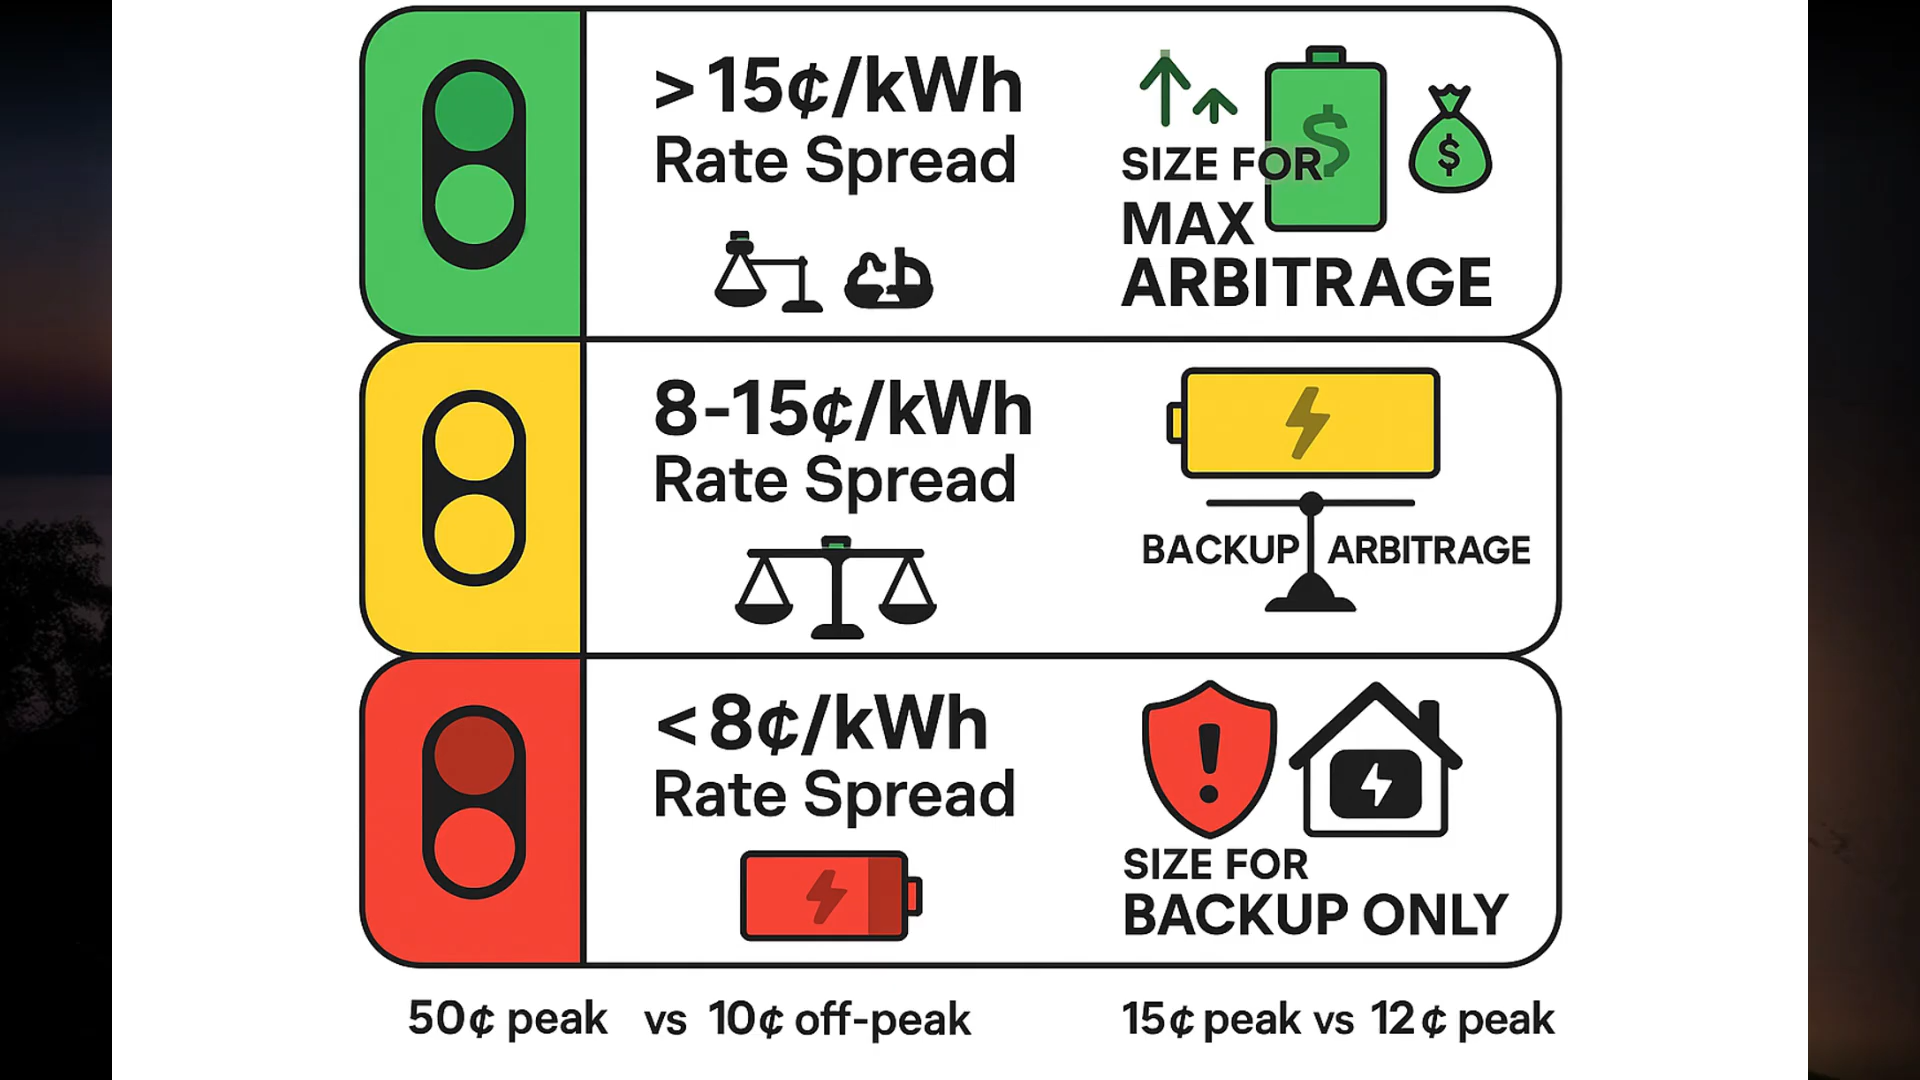 > 15¢/kWh
Rate Spread
$
$
SIZE FOR
MAX
ARBITRAGE
8-15¢/kWh
Rate Spread
BACKUP ARBITRAGE
< 8¢/kWh
Rate Spread
!
SIZE FOR
BACKUP ONLY
50¢ peak vs 10¢ off-peak
15¢ peak vs 12¢ peak